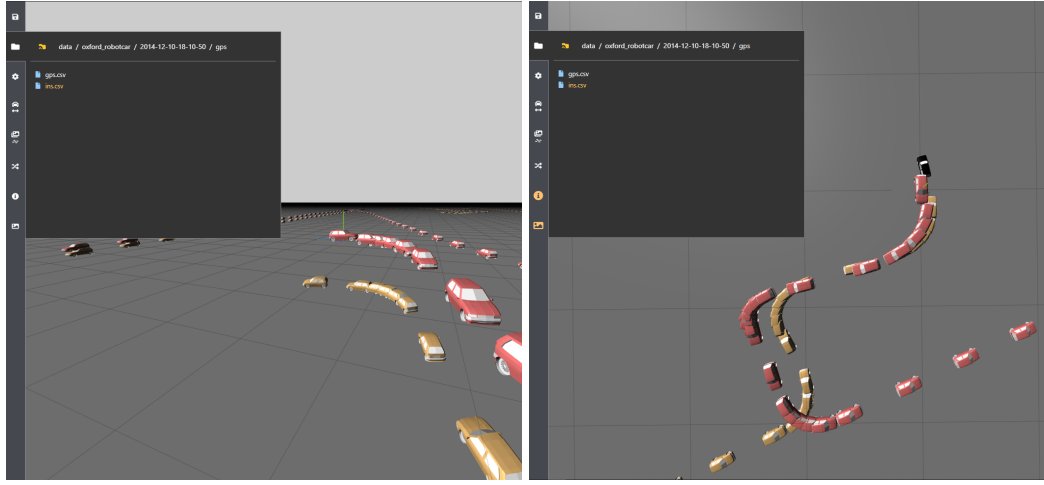 data / oxford_robotcar / 2014-12-10-18-10-50 / gps
gps.csv
ins.csv
data / oxford_robotcar / 2014-12-10-18-10-50 / gps
gps.csv
ins.csv